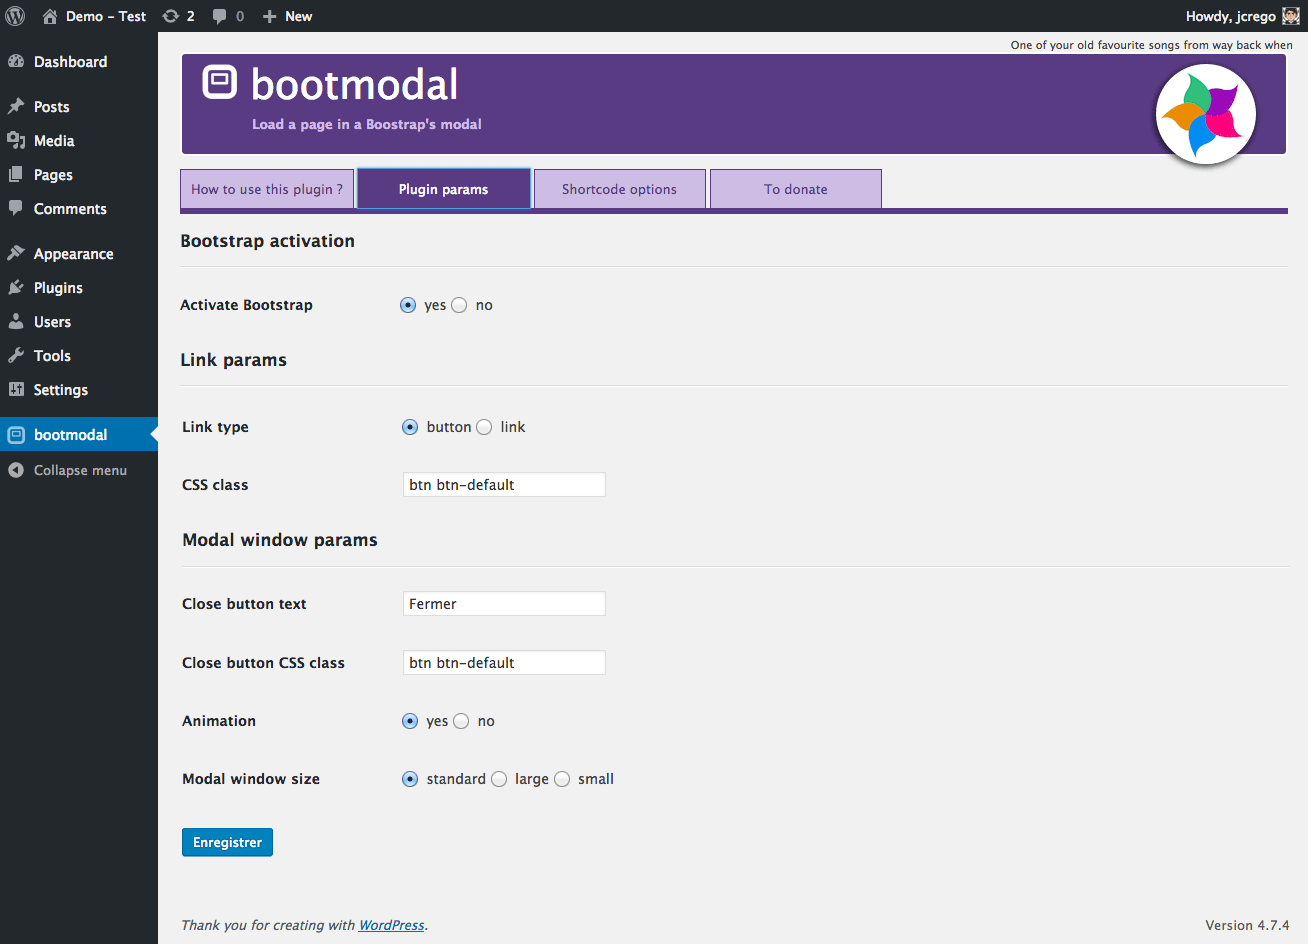 Demo – Test 2 0 New Howdy, jcrego
One of your old favourite songs from way back when
Dashboard
Posts
Media
Pages
Comments
Appearance
Plugins
Users
Tools
Settings
bootmodal
Collapse menu
bootmodal
Load a page in a Boostrap's modal
How to use this plugin ? Plugin params Shortcode options To donate
Bootstrap activation
Activate Bootstrap yes no
Link params
Link type button link
CSS class btn btn-default
Modal window params
Close button text Fermer
Close button CSS class btn btn-default
Animation yes no
Modal window size standard large small
Enregistrer
Thank you for creating with WordPress. Version 4.7.4